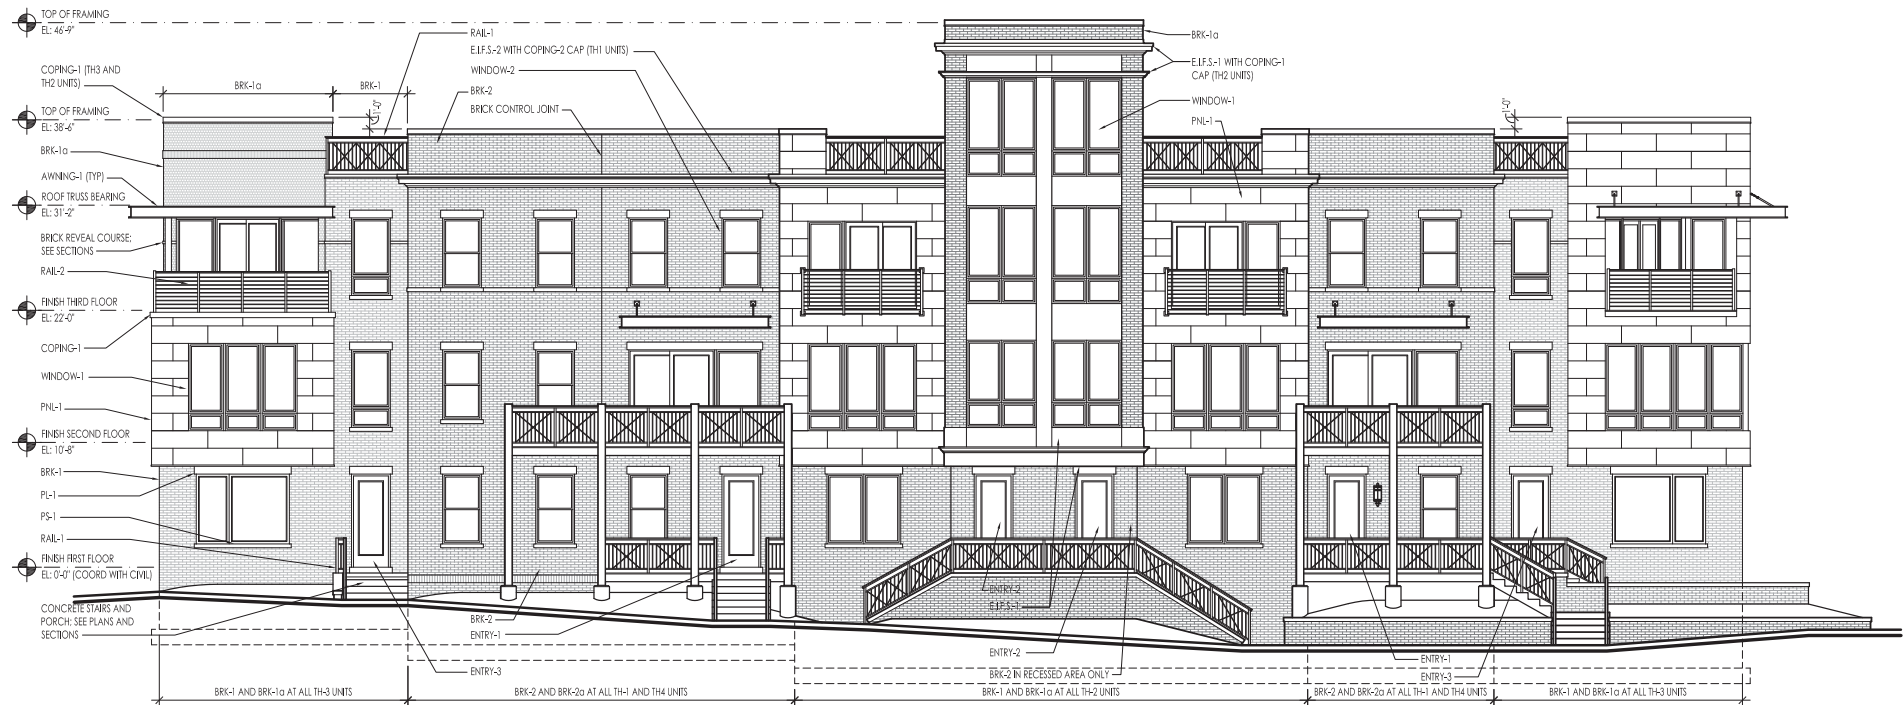 TOP OF FRAMING
EL: 46'-9"
COPING-1 (TH3 AND
TH2 UNITS)
TOP OF FRAMING
EL: 38'-6"
BRK-1a
AWNING-1 (TYP)
ROOF TRUSS BEARING
EL: 31'-2"
BRICK REVEAL COURSE;
SEE SECTIONS
RAIL-2
FINISH THIRD FLOOR
EL: 22'-0"
COPING-1
WINDOW-1
PNL-1
FINISH SECOND FLOOR
EL: 10'-8"
BRK-1
PL-1
PS-1
RAIL-1
FINISH FIRST FLOOR
EL: 0'-0" (COORD WITH CIVIL)
CONCRETE STAIRS AND
PORCH; SEE PLANS AND
SECTIONS
BRK-1a
BRK-1
1'-0"
RAIL-1
E.I.F.S.-2 WITH COPING-2 CAP (TH1 UNITS)
WINDOW-2
BRK-2
BRICK CONTROL JOINT
BRK-1a
E.I.F.S.-1 WITH COPING-1
CAP (TH2 UNITS)
WINDOW-1
PNL-1
1'-0"
BRK-2
ENTRY-1
ENTRY-3
ENTRY-2
E.I.F.S.-1
ENTRY-2
BRK-2 IN RECESSED AREA ONLY
ENTRY-1
ENTRY-3
BRK-1 AND BRK-1a AT ALL TH-3 UNITS
BRK-2 AND BRK-2a AT ALL TH-1 AND TH4 UNITS
BRK-1 AND BRK-1a AT ALL TH-2 UNITS
BRK-2 AND BRK-2a AT ALL TH-1 AND TH4 UNITS
BRK-1 AND BRK-1a AT ALL TH-3 UNITS